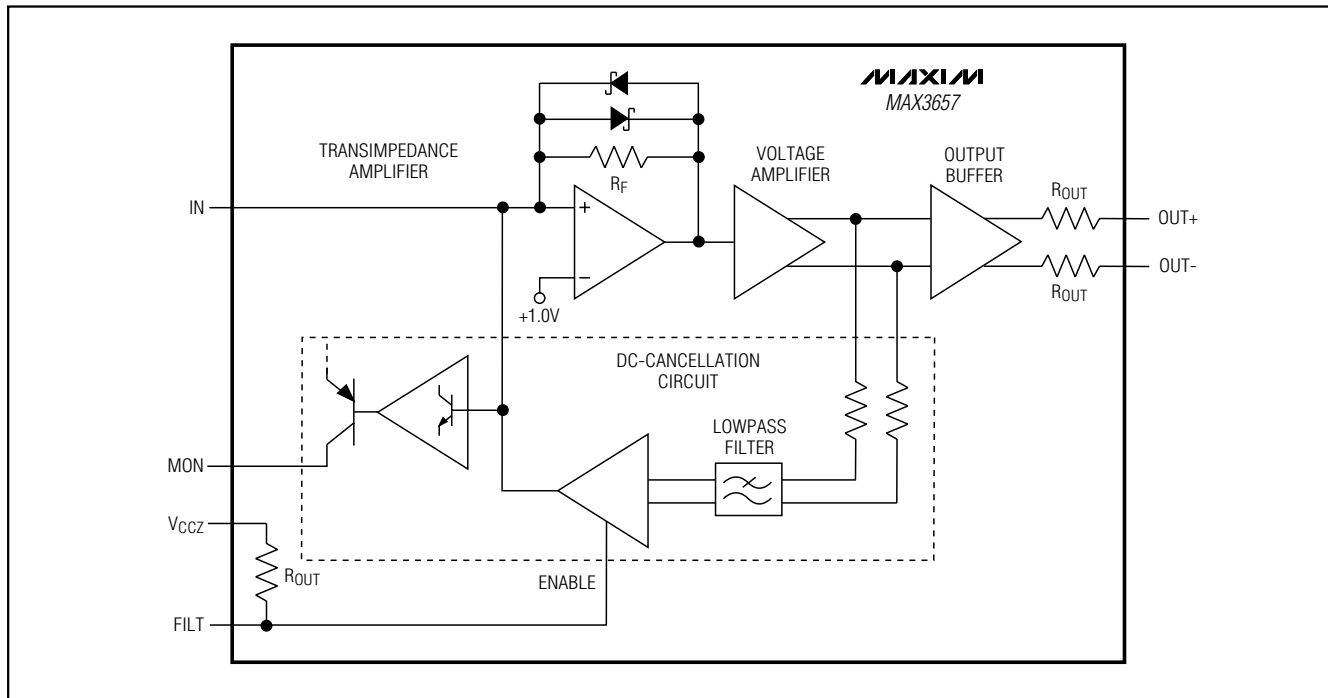 MAXIM
MAX3657
TRANSIMPEDANCE
AMPLIFIER
VOLTAGE
AMPLIFIER
OUTPUT
BUFFER
RF
ROUT
IN
+
OUT+
OUT-
−
ROUT
+1.0V
DC-CANCELLATION
CIRCUIT
LOWPASS
FILTER
MON
VCCZ
ROUT
ENABLE
FILT